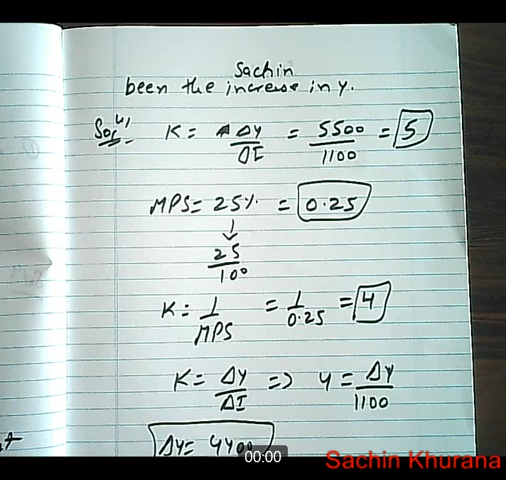 Sachin
been the increase in y.
Sol^n:- K = ΔY/ΔI = 5500/1100 = 5
MPS = 25% = 0.25
↓
25/100
K = 1/MPS = 1/0.25 = 4
K = ΔY/ΔI => 4 = ΔY/1100
ΔY = 4400
00:00
Sachin Khurana